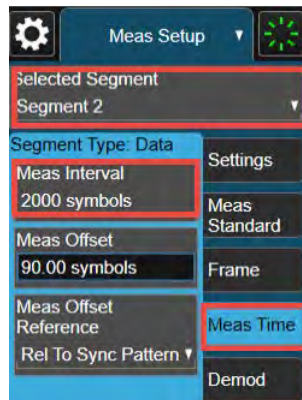 Meas Setup
Selected Segment
Segment 2
Segment Type: Data
Meas Interval
2000 symbols
Meas Offset
90.00 symbols
Meas Offset
Reference
Rel To Sync Pattern
Settings
Meas
Standard
Frame
Meas Time
Demod